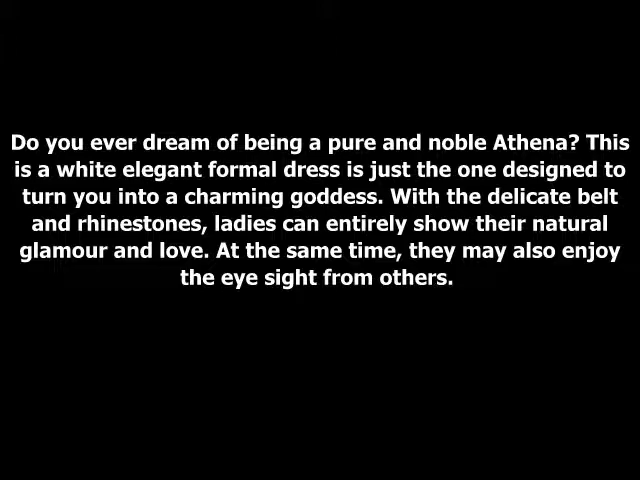 Do you ever dream of being a pure and noble Athena? This
is a white elegant formal dress is just the one designed to
turn you into a charming goddess. With the delicate belt
and rhinestones, ladies can entirely show their natural
glamour and love. At the same time, they may also enjoy
the eye sight from others.